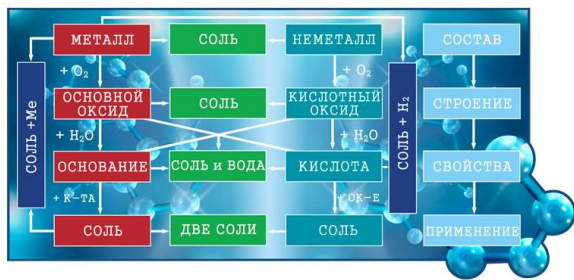 МЕТАЛЛ СОЛЬ НЕМЕТАЛЛ СОСТАВ
+ O₂ + O₂
СОЛЬ +Me
ОСНОВНОЙ ОКСИД СОЛЬ КИСЛОТНЫЙ ОКСИД СТРОЕНИЕ
СОЛЬ + H₂
+ H₂O + H₂O
ОСНОВАНИЕ СОЛЬ и ВОДА КИСЛОТА СВОЙСТВА
+ К-ТА + ОК-Е
СОЛЬ ДВЕ СОЛИ СОЛЬ ПРИМЕНЕНИЕ